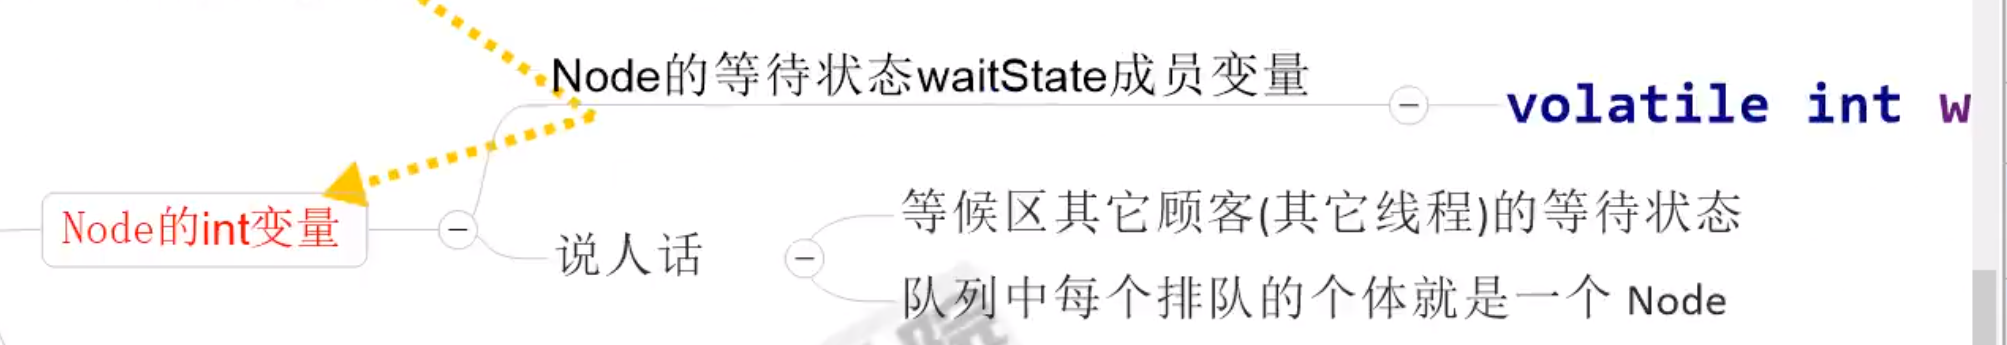 Node的等待状态waitState成员变量
volatile int w
Node的int变量
说人话
等候区其它顾客(其它线程)的等待状态
队列中每个排队的个体就是一个 Node
院